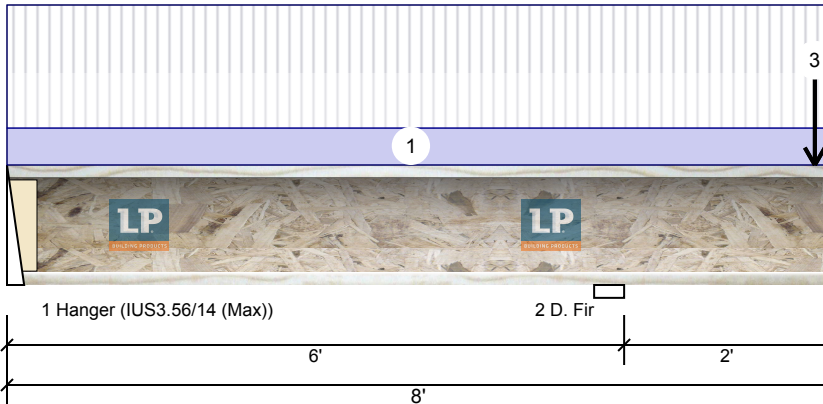 3
1
LP
BUILDING PRODUCTS
LP
BUILDING PRODUCTS
1 Hanger (IUS3.56/14 (Max))
2 D. Fir
6'
2'
8'